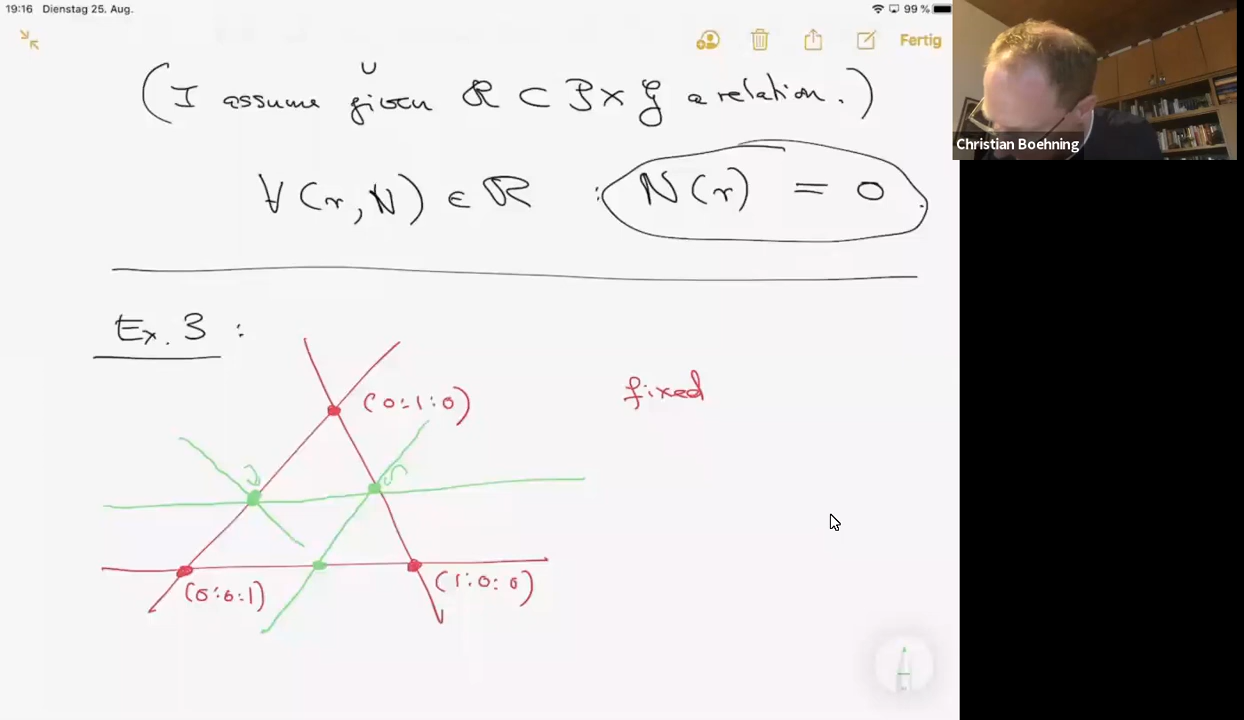 19:16 Dienstag 25. Aug.
99 %
Fertig
(I assume given R ⊂ P × G a relation.)
∀ (r, N) ∈ R : N(r) = 0
Christian Boehning
Ex. 3 :
(0:1:0)
fixed
(0:0:1)
(1:0:0)